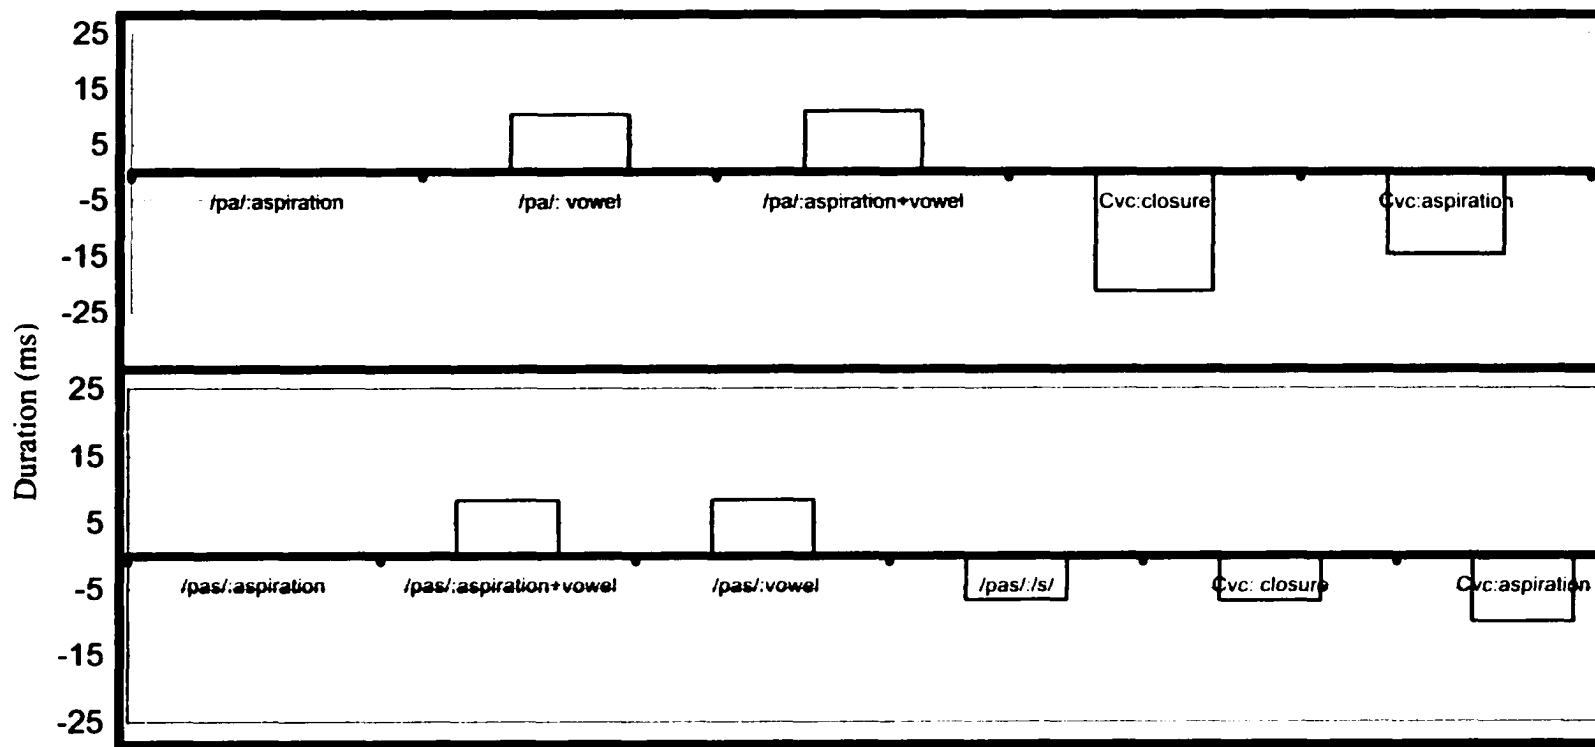 25
15
5
-5
-15
-25
/pa/:aspiration
/pa/: vowel
/pa/:aspiration+vowel
Cvc:closure
Cvc:aspiration
Duration (ms)
25
15
5
-5
-15
-25
/pas/:aspiration
/pas/:aspiration+vowel
/pas/:vowel
/pas/:/s/
Cvc: closure
Cvc:aspiration